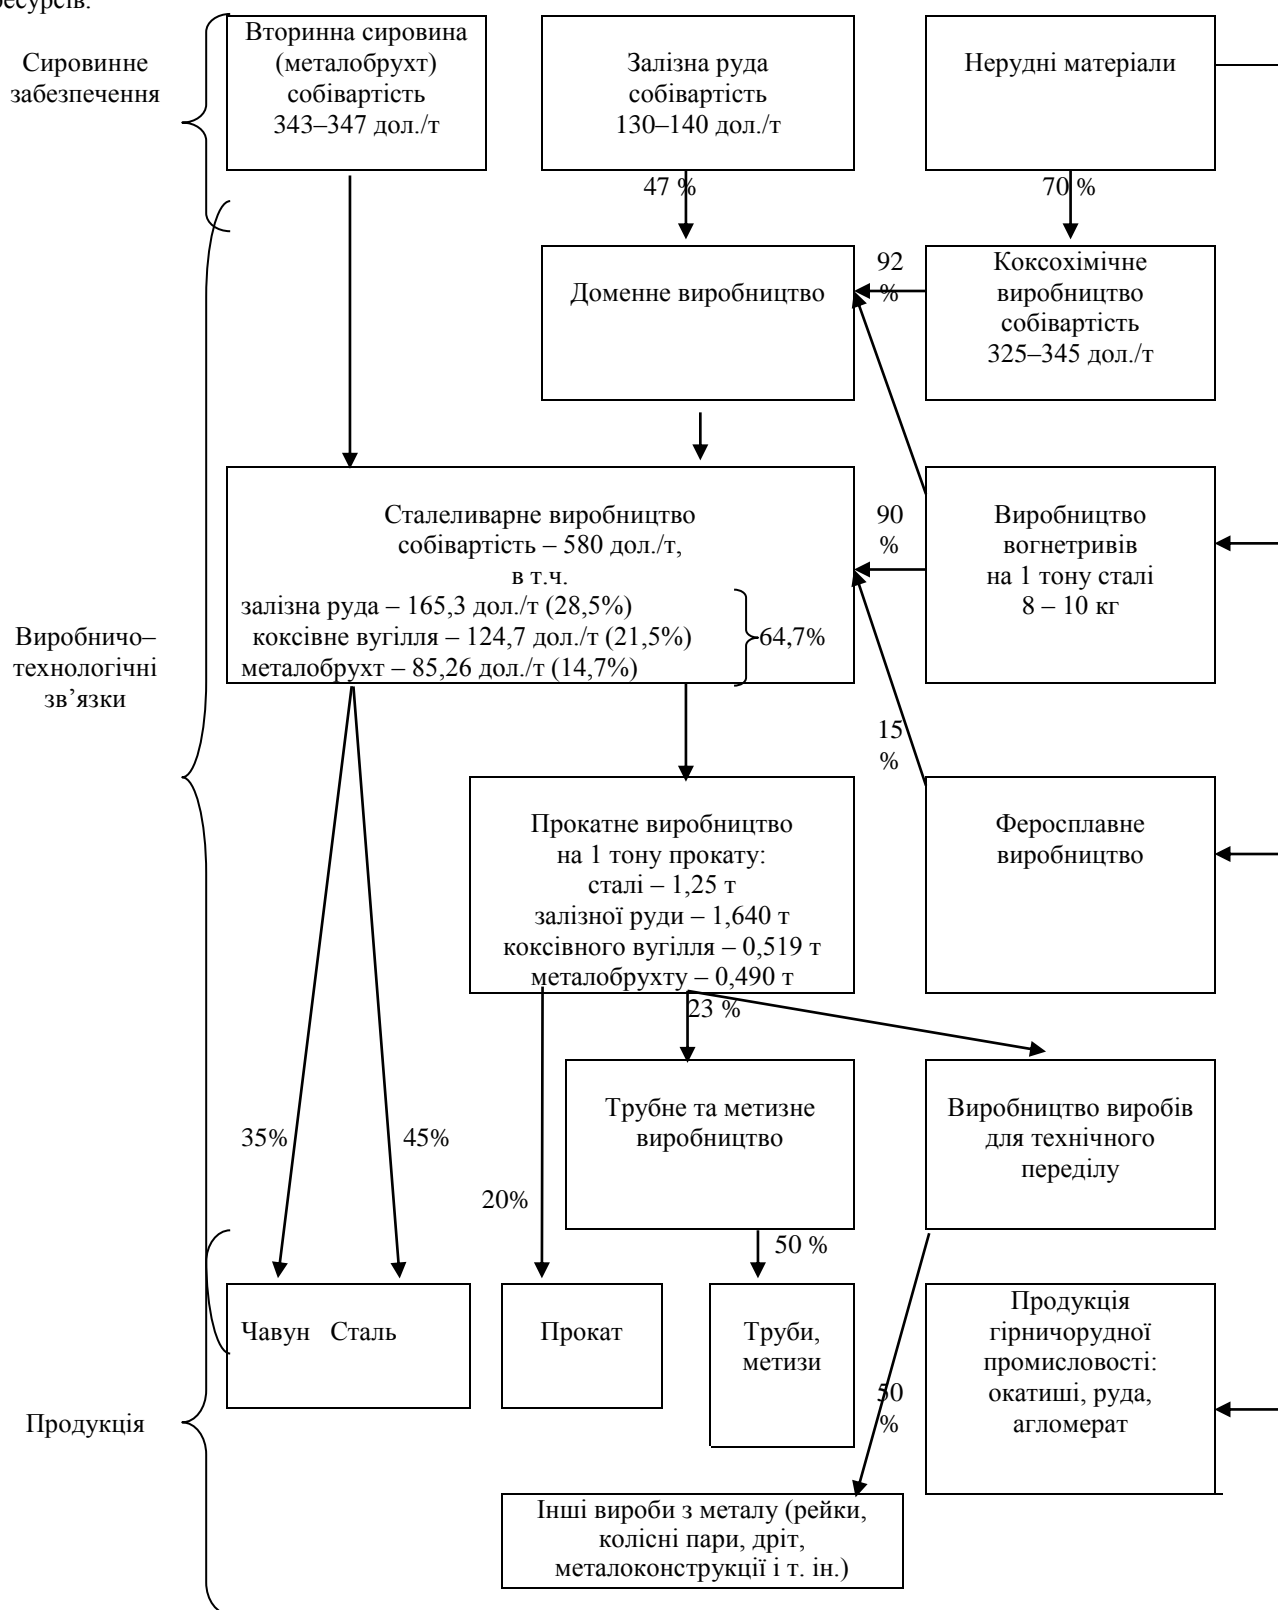 ресурсів.
Сировинне
забезпечення
Вторинна сировина
(металобрухт)
собівартість
343–347 дол./т
Залізна руда
собівартість
130–140 дол./т
Нерудні матеріали
47 %
70 %
Доменне виробництво
92
%
Коксохімічне
виробництво
собівартість
325–345 дол./т
Сталеливарне виробництво
собівартість – 580 дол./т,
в т.ч.
залізна руда – 165,3 дол./т (28,5%)
коксівне вугілля – 124,7 дол./т (21,5%)
металобрухт – 85,26 дол./т (14,7%)
64,7%
90
%
Виробництво
вогнетривів
на 1 тону сталі
8 – 10 кг
Виробничо–
технологічні
зв’язки
15
%
Прокатне виробництво
на 1 тону прокату:
сталі – 1,25 т
залізної руди – 1,640 т
коксівного вугілля – 0,519 т
металобрухту – 0,490 т
Феросплавне
виробництво
23 %
Трубне та метизне
виробництво
Виробництво виробів
для технічного
переділу
35%
45%
20%
50 %
Чавун Сталь
Прокат
Труби,
метизи
50
%
Продукція
гірничорудної
промисловості:
окатиші, руда,
агломерат
Продукція
Інші вироби з металу (рейки,
колісні пари, дріт,
металоконструкції і т. ін.)